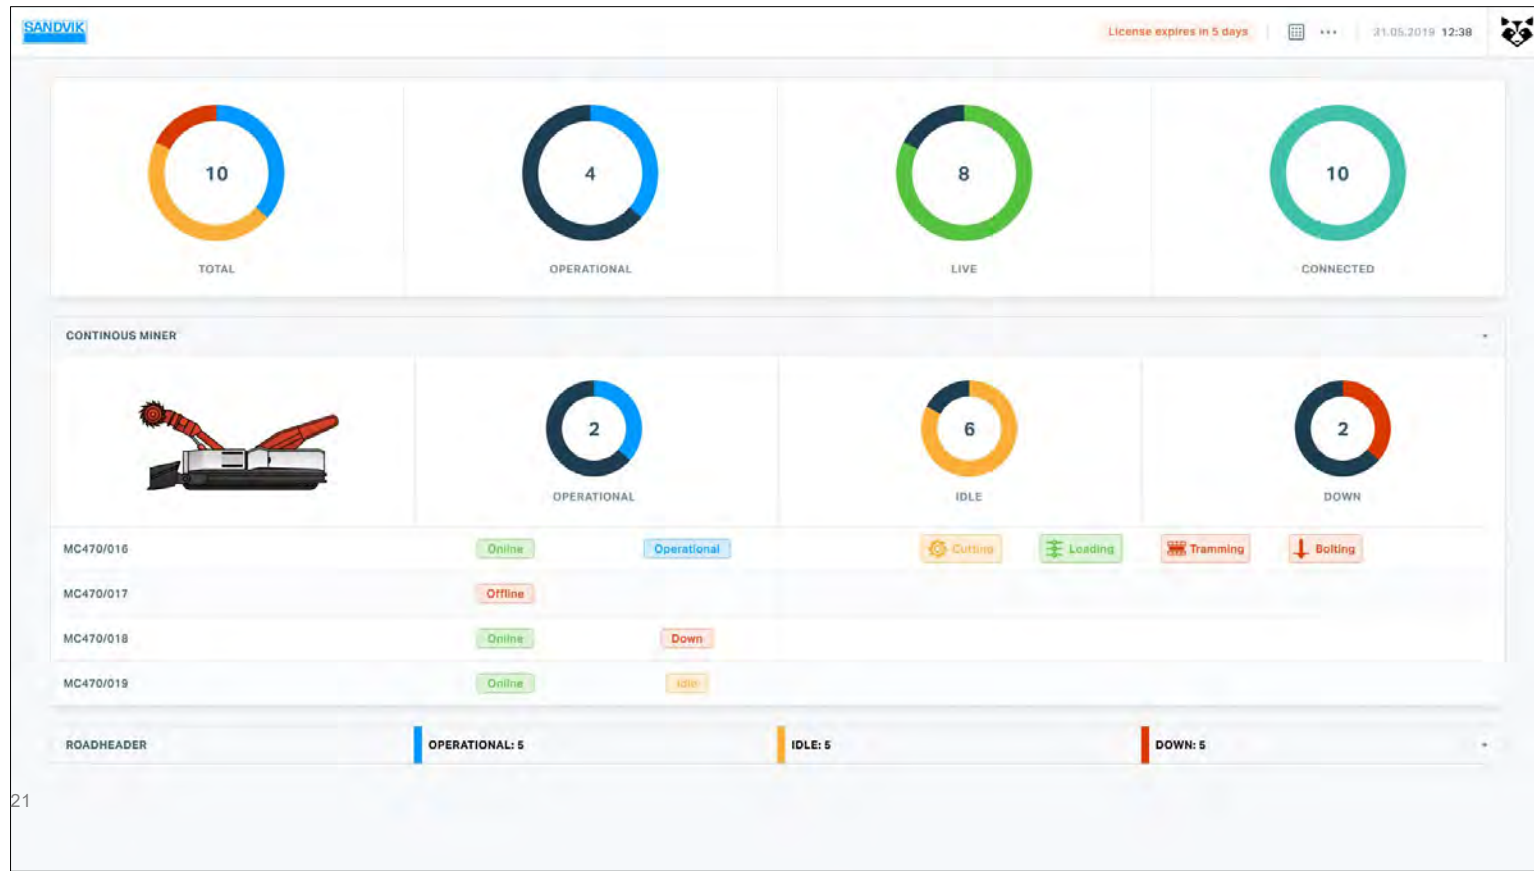 SANDVIK
License expires in 5 days
31.05.2019 12:38
10
4
8
10
TOTAL
OPERATIONAL
LIVE
CONNECTED
CONTINOUS MINER
2
6
2
OPERATIONAL
IDLE
DOWN
MC470/016 Online Operational Cutting Loading Tramming Bolting
MC470/017 Offline
MC470/018 Online Down
MC470/019 Online Idle
ROADHEADER OPERATIONAL: 5 IDLE: 5 DOWN: 5
21